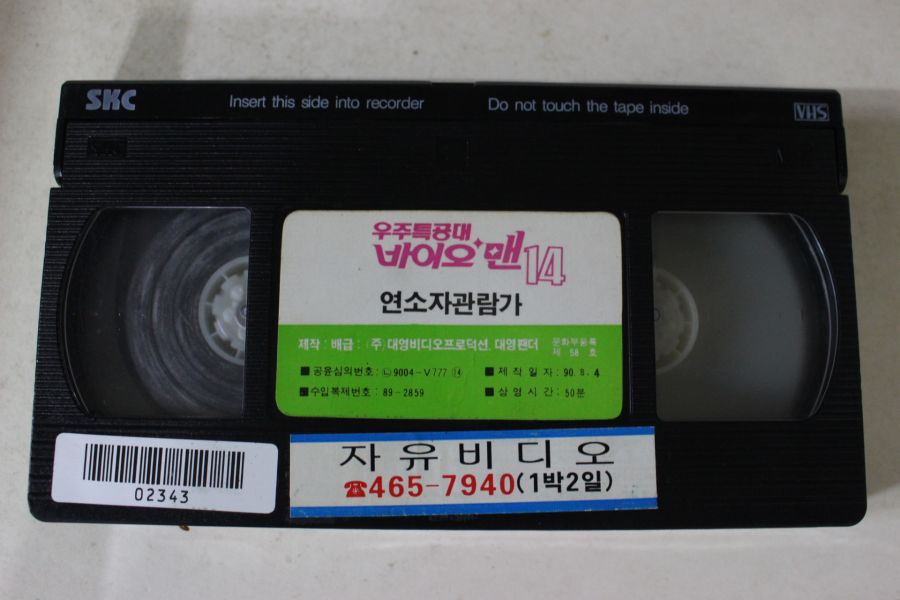 SKC
Insert this side into recorder
Do not touch the tape inside
VHS
우주특공대
바이오맨14
연소자관람가
제작 : 배급 : (주) 대영비디오프로덕션, 대영팬더
문화부등록
제 58 호
■ 공윤심의번호 : ㉡ 9004-V777 ⑭
■ 제 작 일 자 : 90. 8. 4
■ 수입복제번호 : 89-2859
■ 상 영 시 간 : 50분
자유비디오
☎465-7940(1박2일)
02343